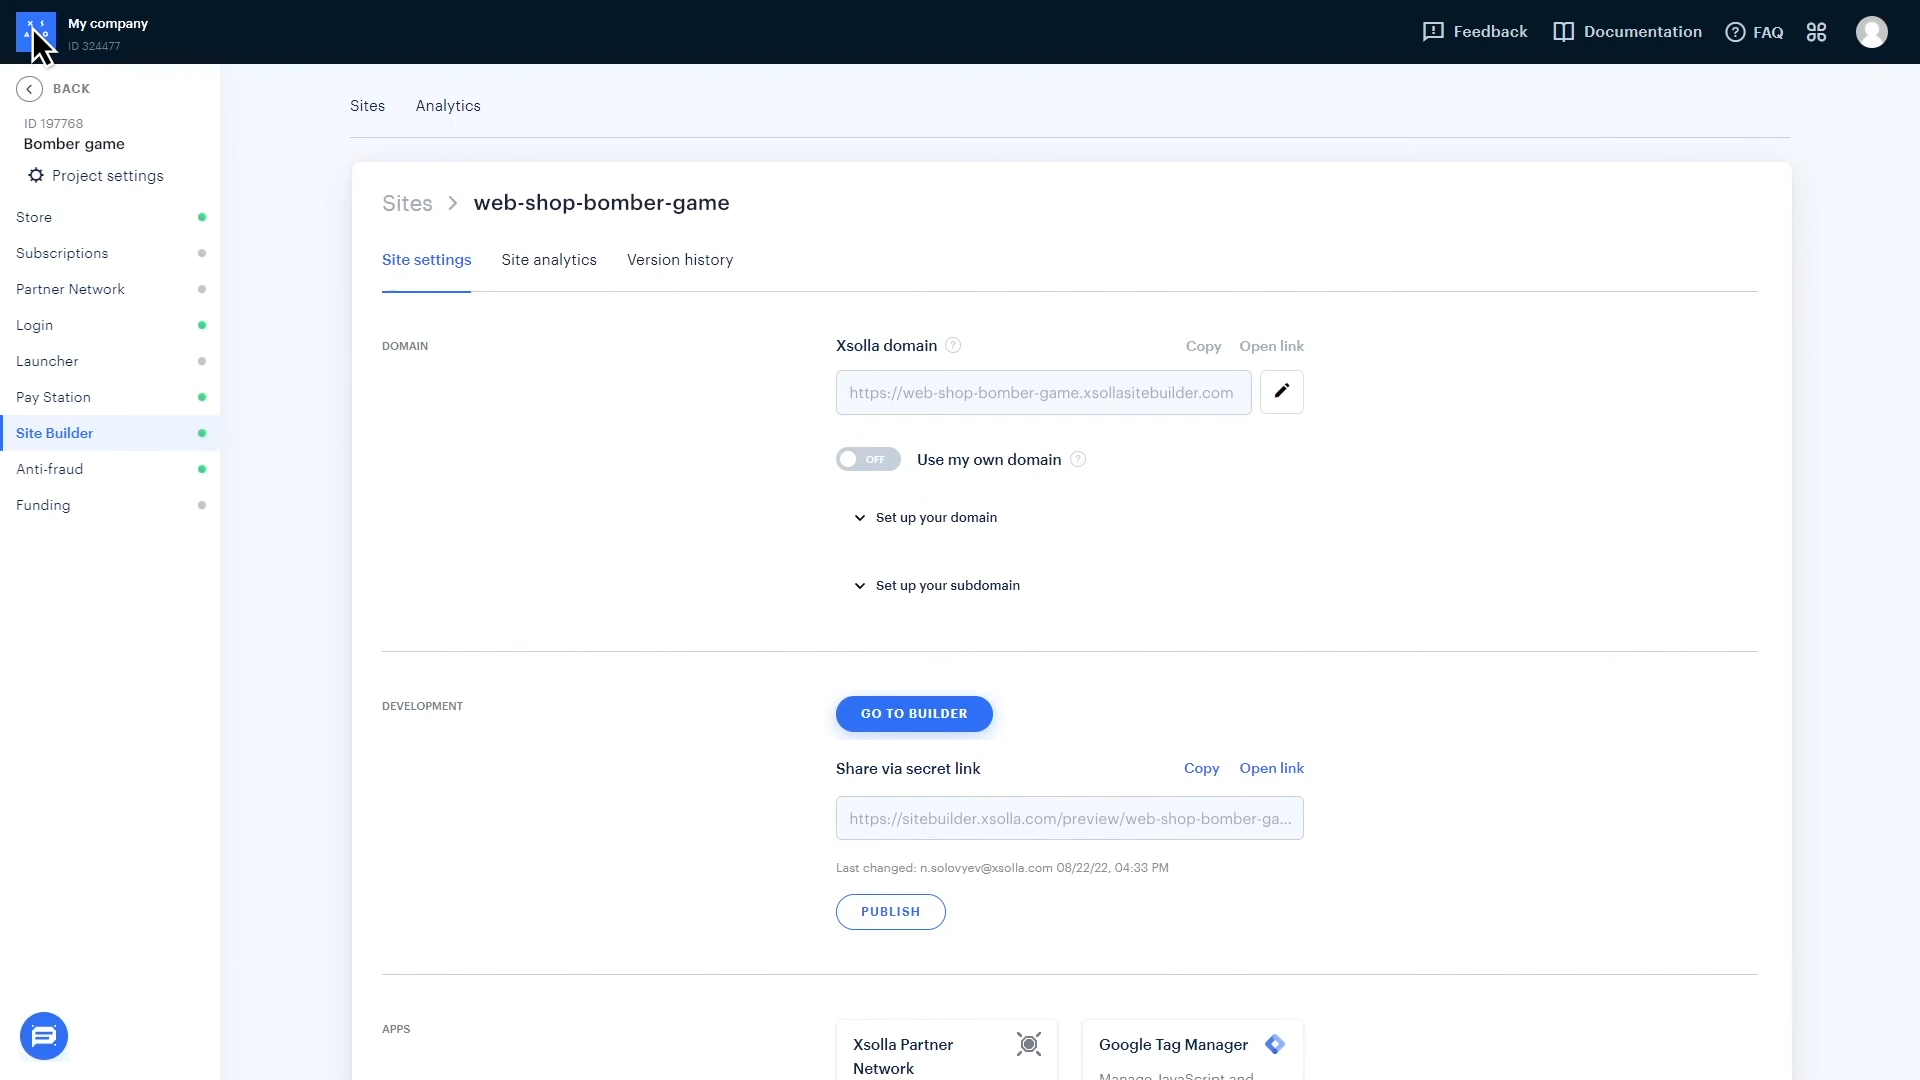 My company
ID 324477
Feedback
Documentation
FAQ
BACK
ID 197768
Bomber game
Project settings
Store
Subscriptions
Partner Network
Login
Launcher
Pay Station
Site Builder
Anti-fraud
Funding
Sites
Analytics
Sites > web-shop-bomber-game
Site settings
Site analytics
Version history
DOMAIN
Xsolla domain
Copy
Open link
https://web-shop-bomber-game.xsollasitebuilder.com
OFF
Use my own domain
Set up your domain
Set up your subdomain
DEVELOPMENT
GO TO BUILDER
Share via secret link
Copy
Open link
https://sitebuilder.xsolla.com/preview/web-shop-bomber-ga...
Last changed: n.solovyev@xsolla.com 08/22/22, 04:33 PM
PUBLISH
APPS
Xsolla Partner
Network
Google Tag Manager
Manage JavaScript and